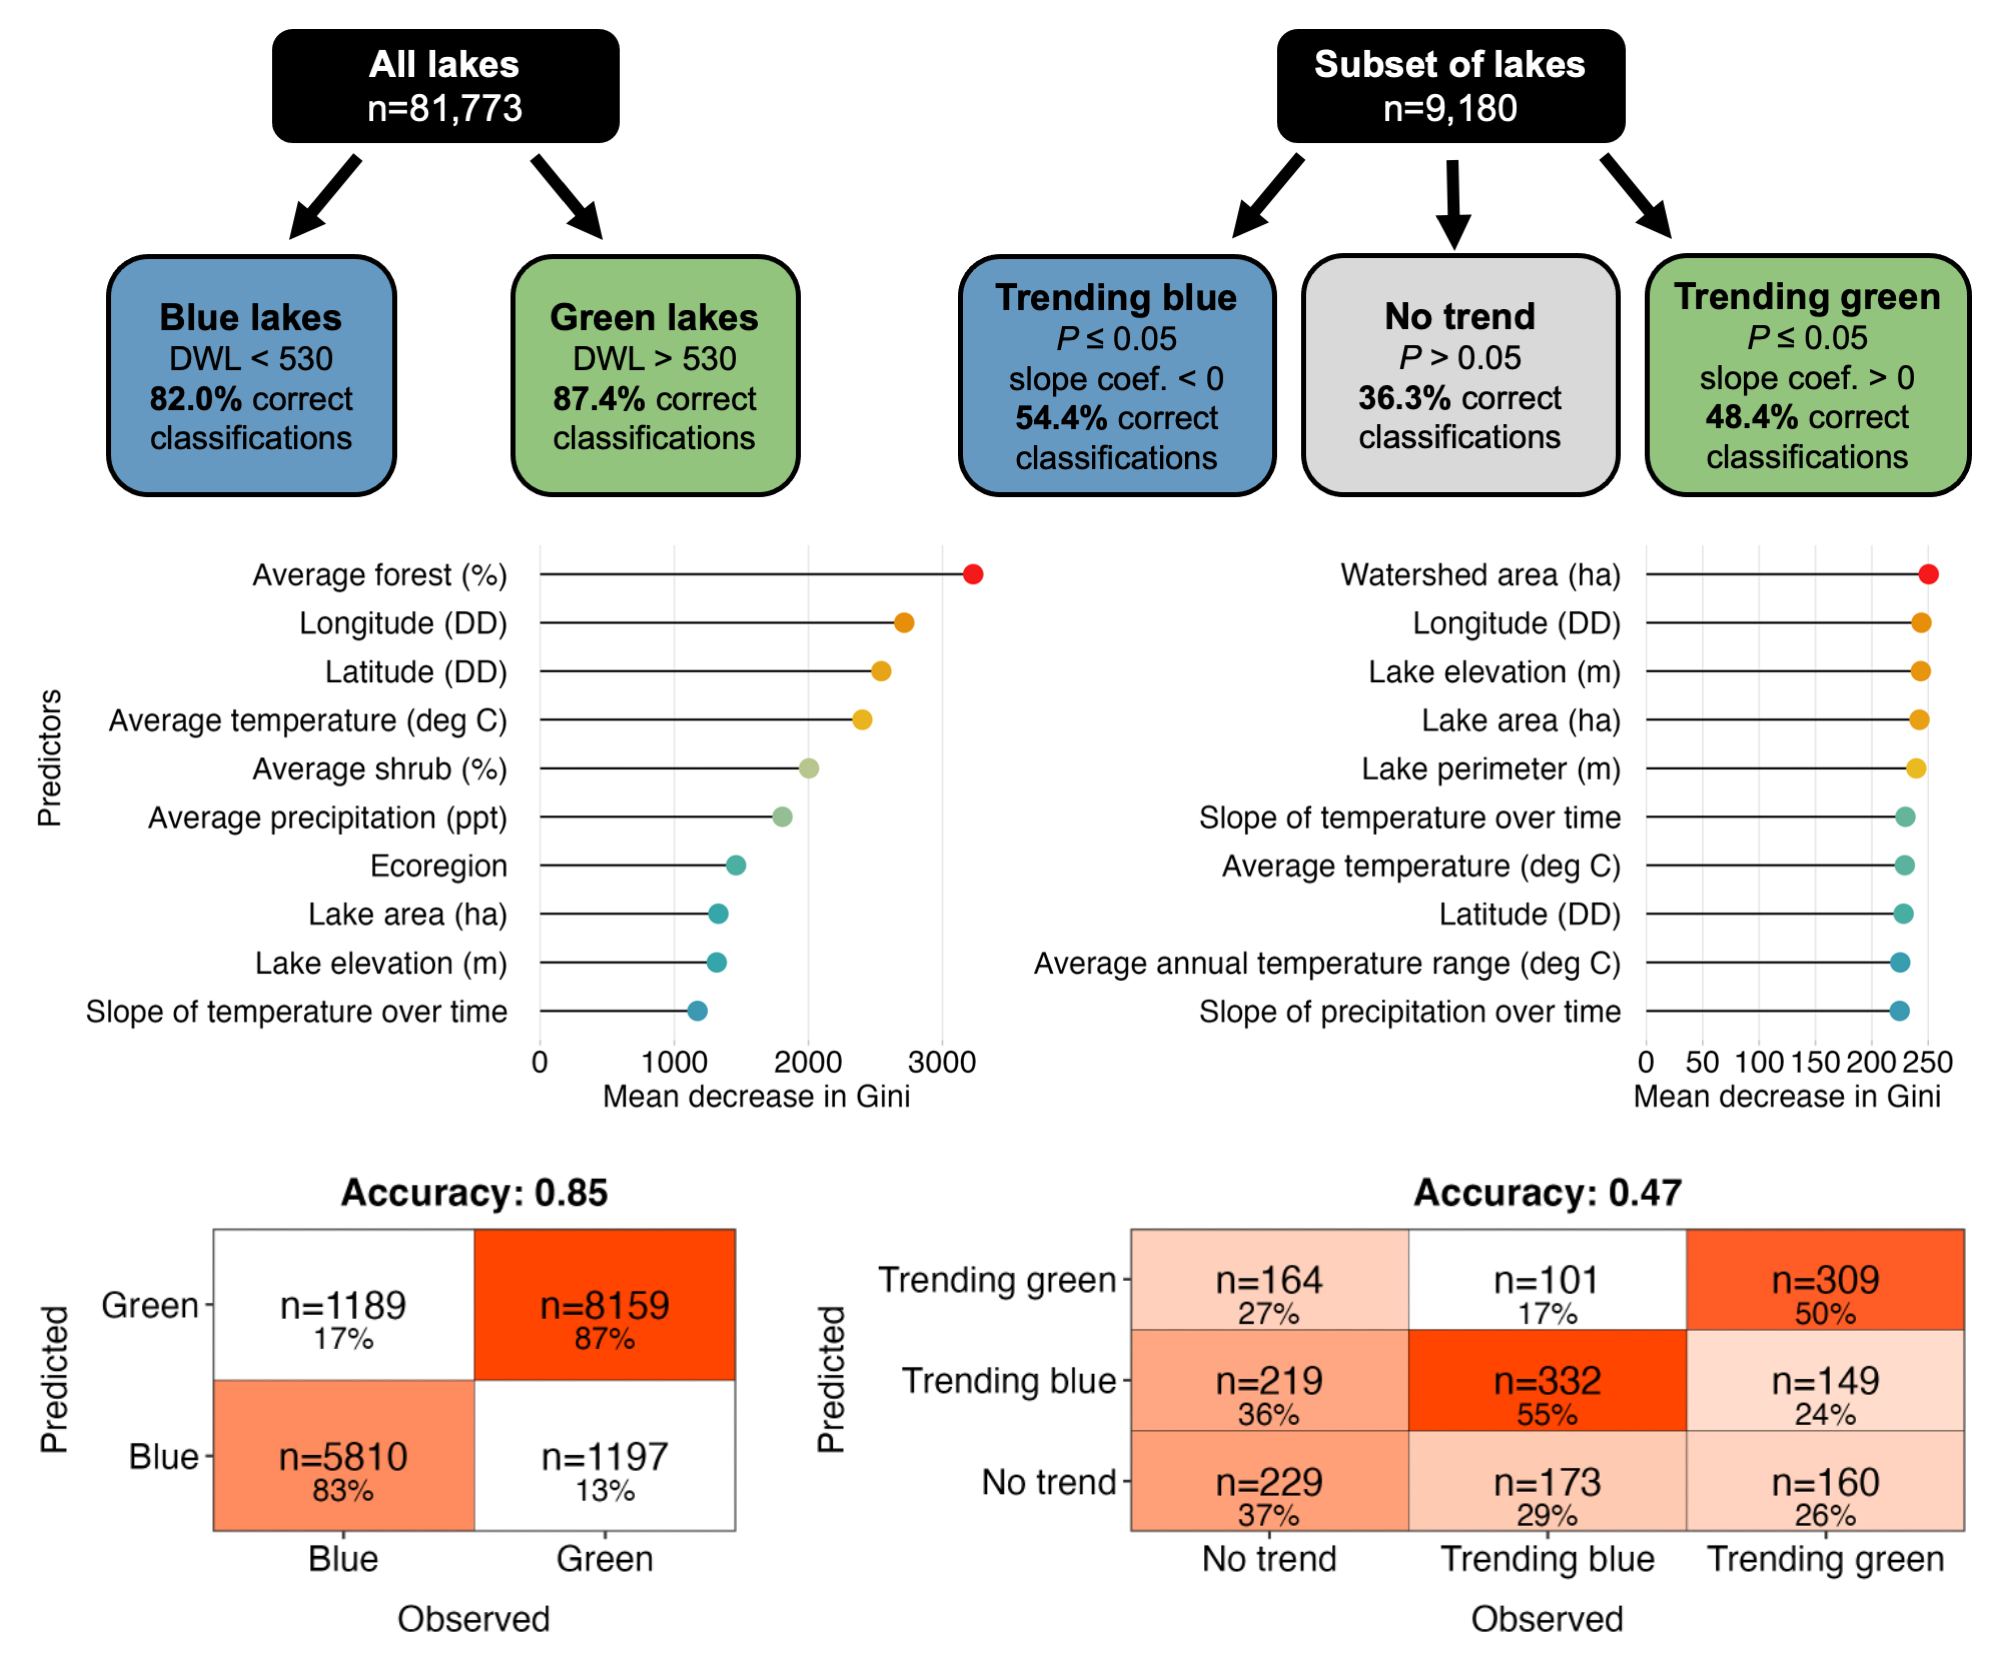 All lakes
n=81,773
Blue lakes
DWL < 530
82.0% correct
classifications
Green lakes
DWL > 530
87.4% correct
classifications
Subset of lakes
n=9,180
Trending blue
P ≤ 0.05
slope coef. < 0
54.4% correct
classifications
No trend
P > 0.05
36.3% correct
classifications
Trending green
P ≤ 0.05
slope coef. > 0
48.4% correct
classifications
Predictors
Average forest (%)
Longitude (DD)
Latitude (DD)
Average temperature (deg C)
Average shrub (%)
Average precipitation (ppt)
Ecoregion
Lake area (ha)
Lake elevation (m)
Slope of temperature over time
0 1000 2000 3000
Mean decrease in Gini
Watershed area (ha)
Longitude (DD)
Lake elevation (m)
Lake area (ha)
Lake perimeter (m)
Slope of temperature over time
Average temperature (deg C)
Latitude (DD)
Average annual temperature range (deg C)
Slope of precipitation over time
0 50 100 150 200 250
Mean decrease in Gini
Accuracy: 0.85
Predicted
Green
n=1189
17%
n=8159
87%
Blue
n=5810
83%
n=1197
13%
Blue Green
Observed
Accuracy: 0.47
Predicted
Trending green
n=164
27%
n=101
17%
n=309
50%
Trending blue
n=219
36%
n=332
55%
n=149
24%
No trend
n=229
37%
n=173
29%
n=160
26%
No trend Trending blue Trending green
Observed